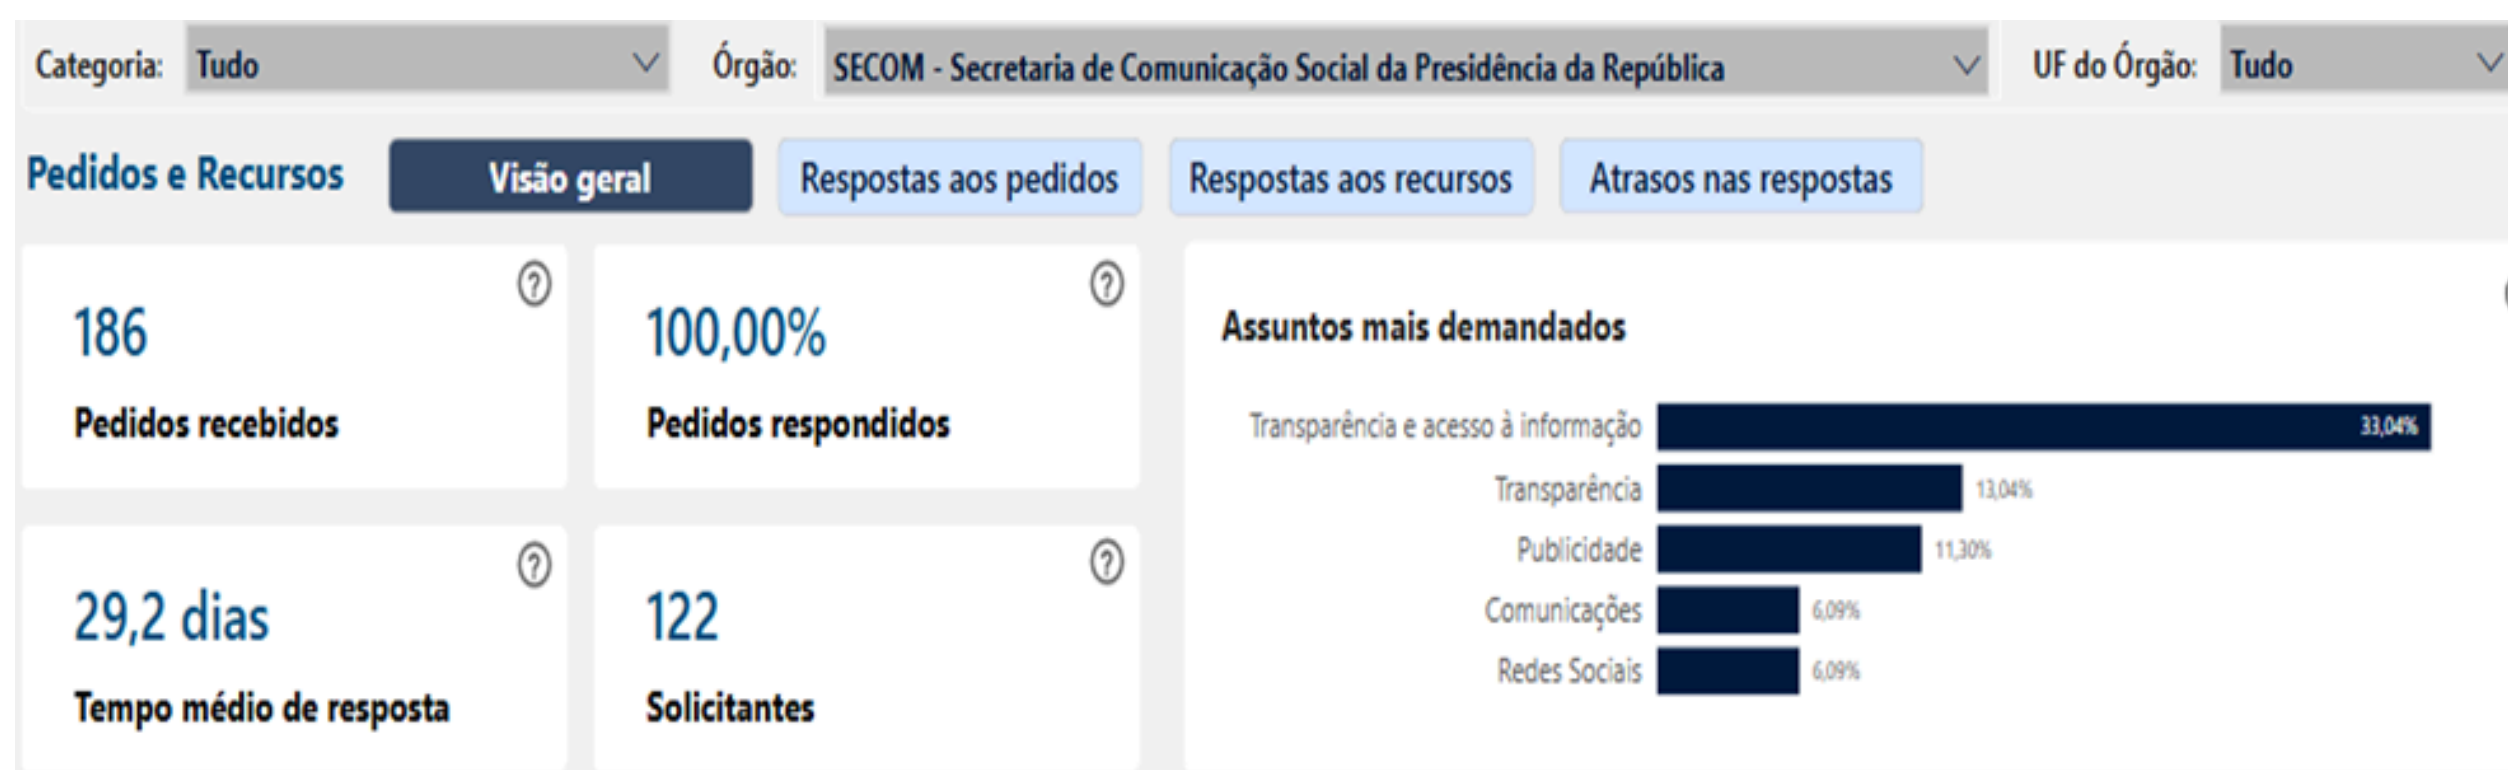 Categoria: Tudo Órgão: SECOM - Secretaria de Comunicação Social da Presidência da República UF do Órgão: Tudo
Pedidos e Recursos Visão geral Respostas aos pedidos Respostas aos recursos Atrasos nas respostas
186
Pedidos recebidos
100,00%
Pedidos respondidos
29,2 dias
Tempo médio de resposta
122
Solicitantes
Assuntos mais demandados
Transparência e acesso à informação 33,04%
Transparência 13,04%
Publicidade 11,30%
Comunicações 6,09%
Redes Sociais 6,09%